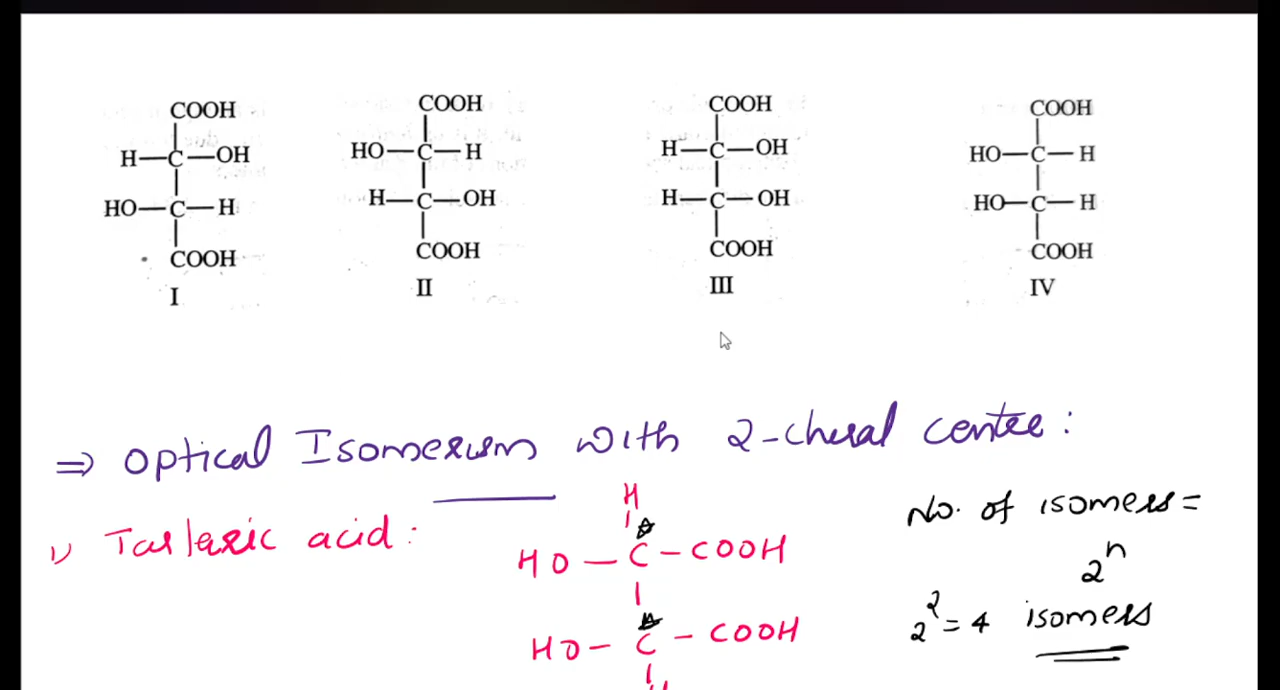 COOH COOH COOH COOH
H—C—OH HO—C—H H—C—OH HO—C—H
HO—C—H H—C—OH H—C—OH HO—C—H
COOH COOH COOH COOH
I II III IV
⇒ Optical Isomerism with 2-chiral centre:
1) Tartaric acid:
H
HO — C — COOH
HO — C — COOH
No. of isomers =
2ⁿ
2² = 4 isomers